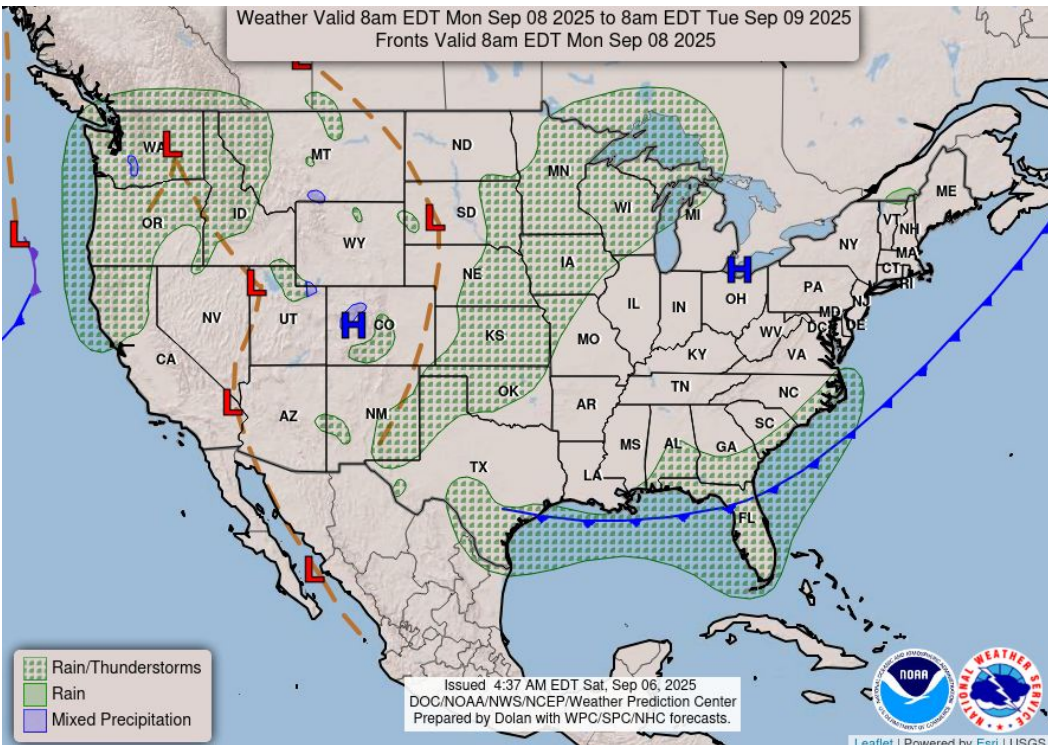 Weather Valid 8am EDT Mon Sep 08 2025 to 8am EDT Tue Sep 09 2025
Fronts Valid 8am EDT Mon Sep 08 2025
L
L
WA
MT
ND
MN
ME
OR
ID
SD
WI
MI
VT
NH
L
L
WY
NY
MA
CT
RI
L
NE
IA
H
PA
NJ
NV
UT
H
CO
IL
IN
OH
MD
DE
DC
WV
CA
KS
MO
KY
VA
L
AZ
NM
OK
AR
TN
NC
SC
TX
LA
MS
AL
GA
FL
L
Rain/Thunderstorms
Rain
Mixed Precipitation
Issued 4:37 AM EDT Sat, Sep 06, 2025
DOC/NOAA/NWS/NCEP/Weather Prediction Center
Prepared by Dolan with WPC/SPC/NHC forecasts.
NOAA
NATIONAL WEATHER SERVICE
Leaflet | Powered by Esri | USGS